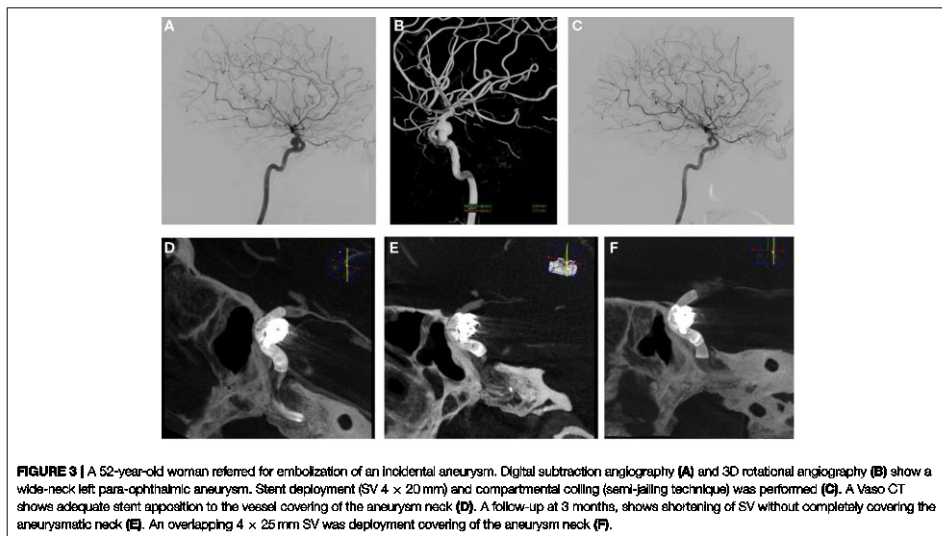 A
B
C
D
E
F
FIGURE 3 | A 52-year-old woman referred for embolization of an incidental aneurysm. Digital subtraction angiography (A) and 3D rotational angiography (B) show a
wide-neck left para-ophthalmic aneurysm. Stent deployment (SV 4 × 20 mm) and compartmental coiling (semi-jailing technique) was performed (C). A Vaso CT
shows adequate stent apposition to the vessel covering of the aneurysm neck (D). A follow-up at 3 months, shows shortening of SV without completely covering the
aneurysmatic neck (E). An overlapping 4 × 25 mm SV was deployment covering of the aneurysm neck (F).